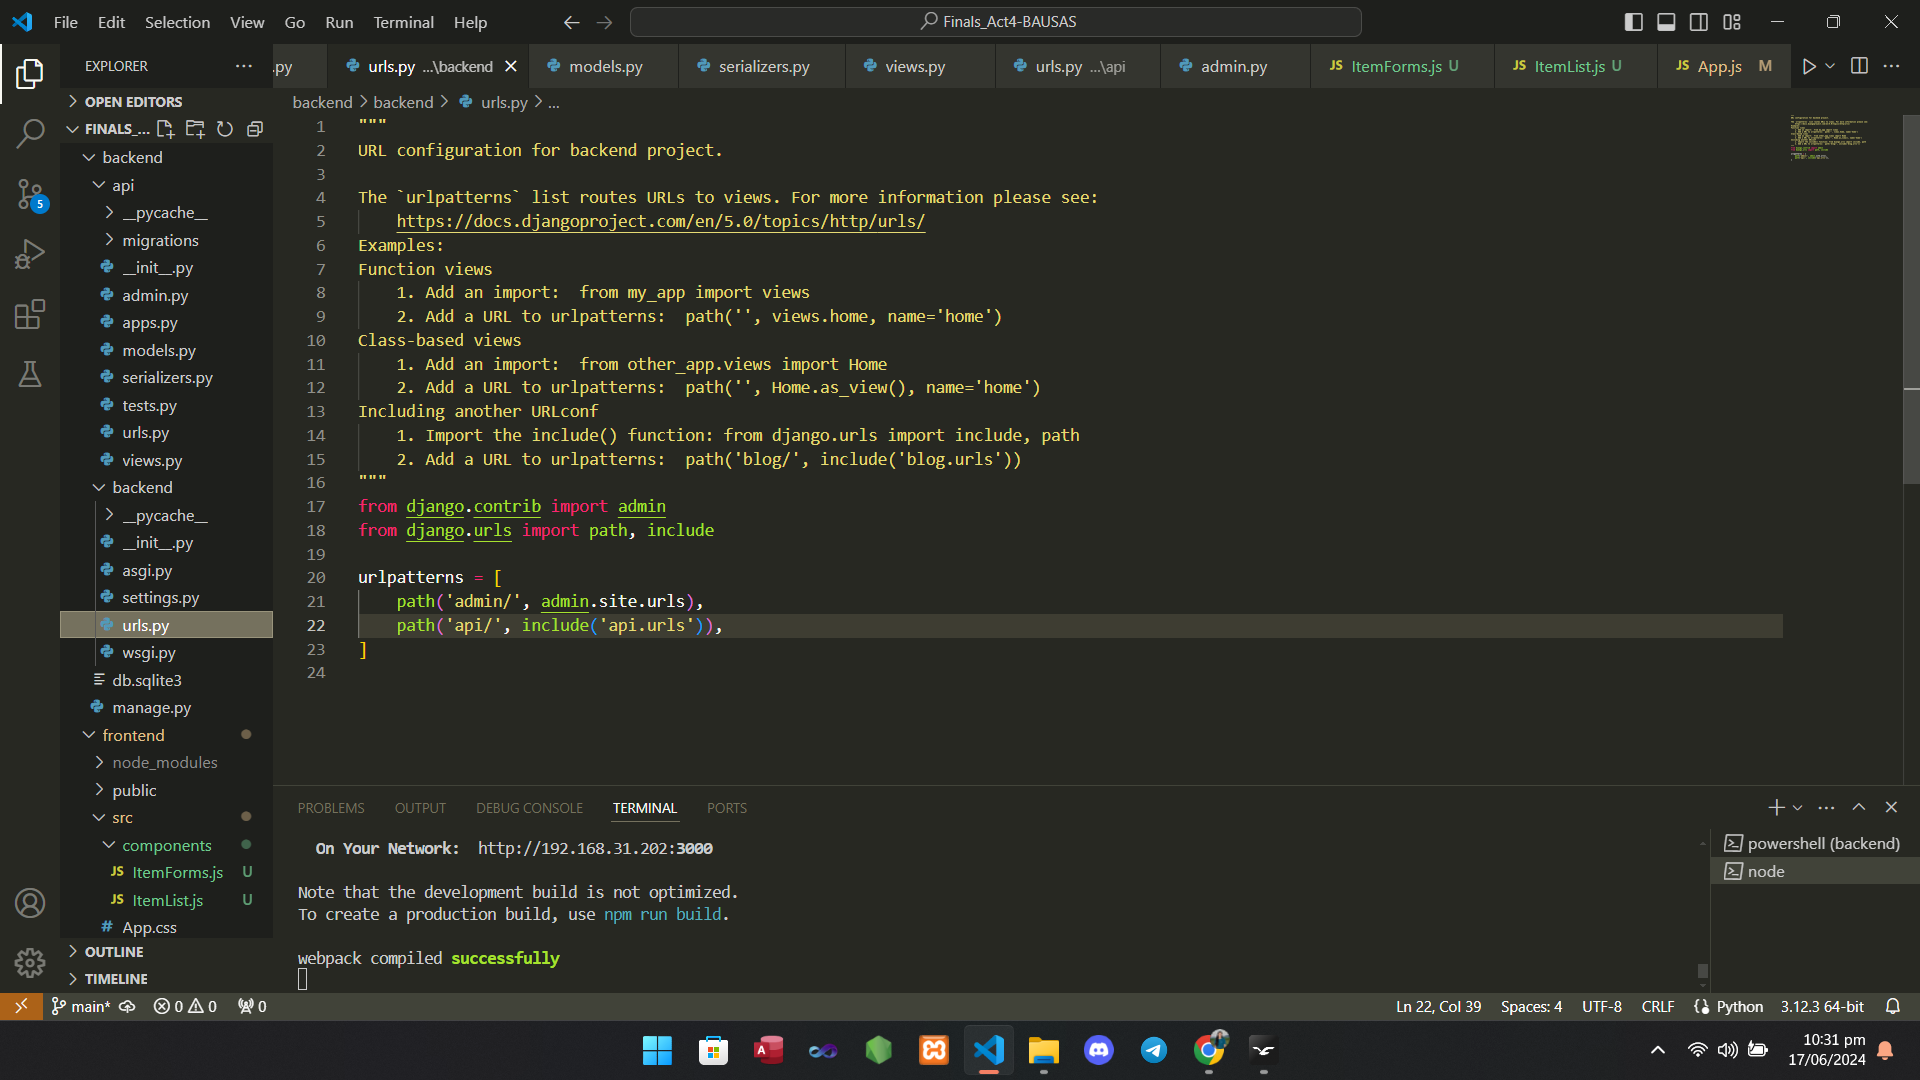 File Edit Selection View Go Run Terminal Help
Finals_Act4-BAUSAS
EXPLORER
.py
urls.py ...\backend
models.py
serializers.py
views.py
urls.py ...\api
admin.py
JS ItemForms.js U
JS ItemList.js U
JS App.js M
OPEN EDITORS
FINALS_...
backend
api
__pycache__
migrations
__init__.py
admin.py
apps.py
models.py
serializers.py
tests.py
urls.py
views.py
backend
__pycache__
__init__.py
asgi.py
settings.py
urls.py
wsgi.py
db.sqlite3
manage.py
frontend
node_modules
public
src
components
JS ItemForms.js U
JS ItemList.js U
# App.css
OUTLINE
TIMELINE
5
backend > backend > urls.py > ...
1 """
2 URL configuration for backend project.
3
4 The `urlpatterns` list routes URLs to views. For more information please see:
5     https://docs.djangoproject.com/en/5.0/topics/http/urls/
6 Examples:
7 Function views
8     1. Add an import:  from my_app import views
9     2. Add a URL to urlpatterns:  path('', views.home, name='home')
10 Class-based views
11     1. Add an import:  from other_app.views import Home
12     2. Add a URL to urlpatterns:  path('', Home.as_view(), name='home')
13 Including another URLconf
14     1. Import the include() function: from django.urls import include, path
15     2. Add a URL to urlpatterns:  path('blog/', include('blog.urls'))
16 """
17 from django.contrib import admin
18 from django.urls import path, include
19
20 urlpatterns = [
21     path('admin/', admin.site.urls),
22     path('api/', include('api.urls')),
23 ]
24
PROBLEMS OUTPUT DEBUG CONSOLE TERMINAL PORTS
On Your Network:  http://192.168.31.202:3000
Note that the development build is not optimized.
To create a production build, use npm run build.
webpack compiled successfully
powershell (backend)
node
main* 0 0 0
Ln 22, Col 39 Spaces: 4 UTF-8 CRLF Python 3.12.3 64-bit
10:31 pm
17/06/2024